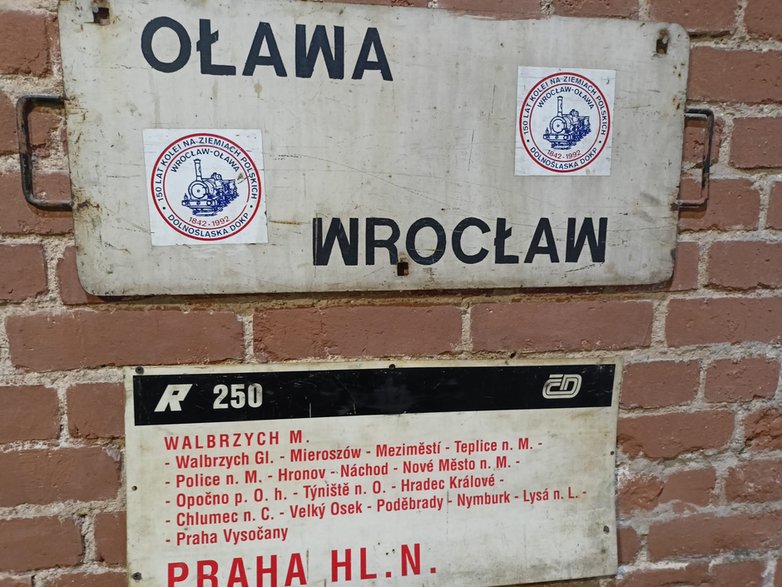 OŁAWA
150 LAT KOLEI NA ZIEMIACH POLSKICH
WROCŁAW-OŁAWA
1842-1992
DOLNOŚLĄSKA DOKP
150 LAT KOLEI NA ZIEMIACH POLSKICH
WROCŁAW-OŁAWA
1842-1992
DOLNOŚLĄSKA DOKP
WROCŁAW
R 250 ČD
WALBRZYCH M.
- Walbrzych Gl. - Mieroszów - Meziměstí - Teplice n. M. -
- Police n. M. - Hronov - Náchod - Nové Město n. M. -
- Opočno p. O. h. - Týniště n. O. - Hradec Králové -
- Chlumec n. C. - Velký Osek - Poděbrady - Nymburk - Lysá n. L. -
- Praha Vysočany
PRAHA HL.N.